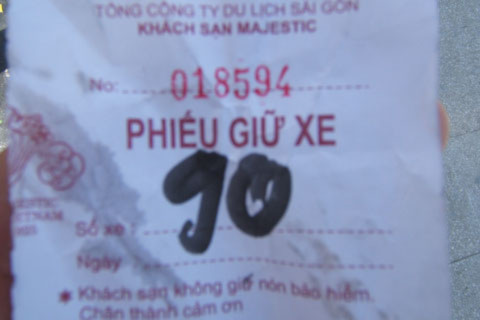 TỔNG CÔNG TY DU LỊCH SÀI GÒN
KHÁCH SẠN MAJESTIC
No: 018594
PHIẾU GIỮ XE
90
Số xe :
Ngày
* Khách sạn không giữ nón bảo hiểm.
Chân thành cảm ơn